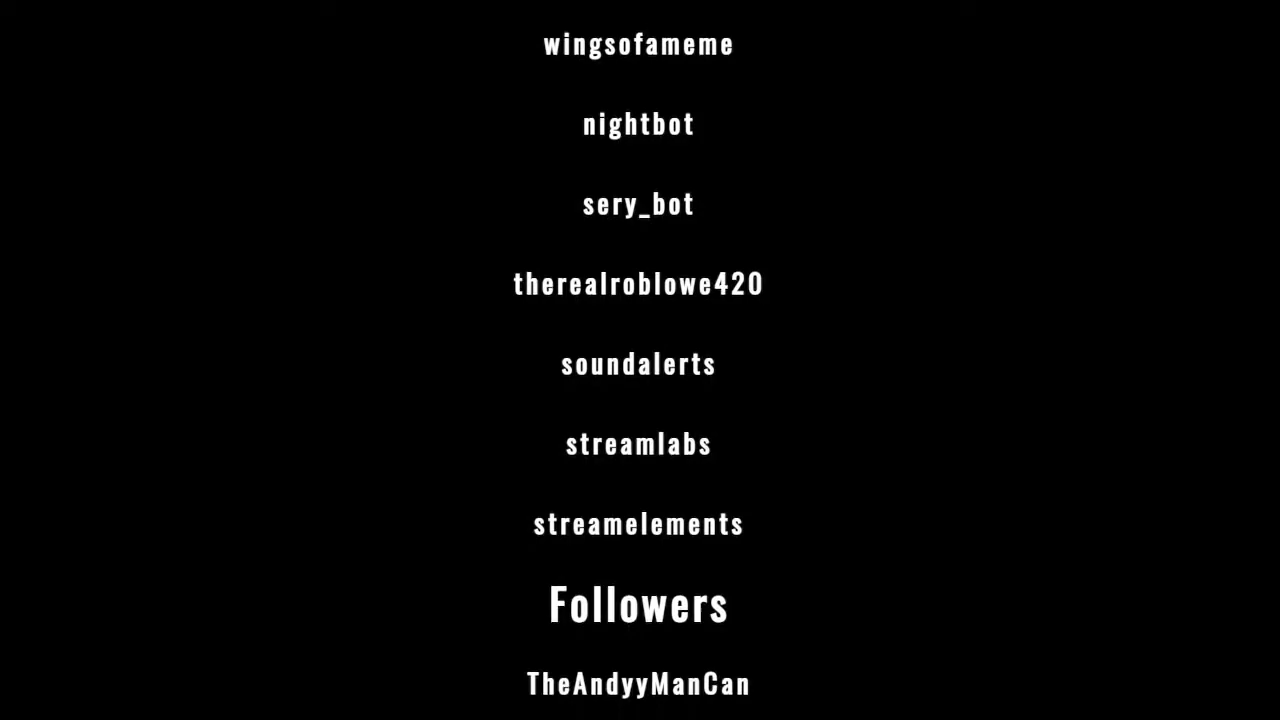 wingsofameme
nightbot
sery_bot
therealroblowe420
soundalerts
streamlabs
streamelements
Followers
TheAndyyManCan